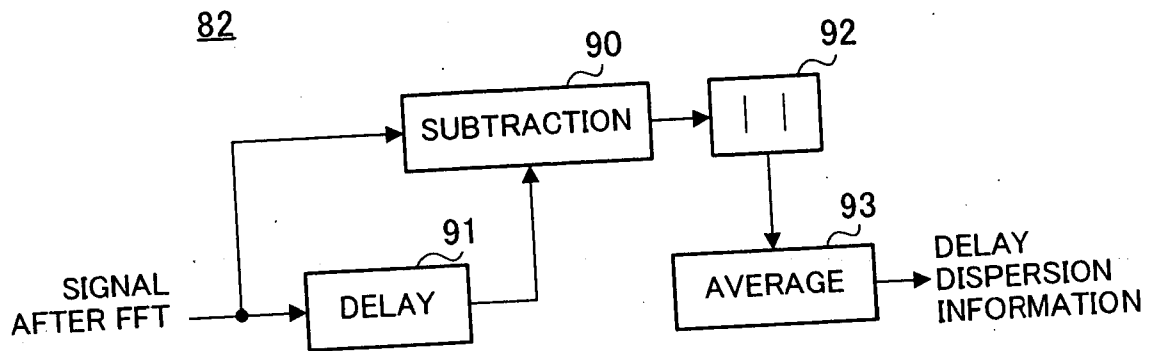 82
90
92
SUBTRACTION
| |
91
93
SIGNAL
AFTER FFT
DELAY
AVERAGE
DELAY
DISPERSION
INFORMATION